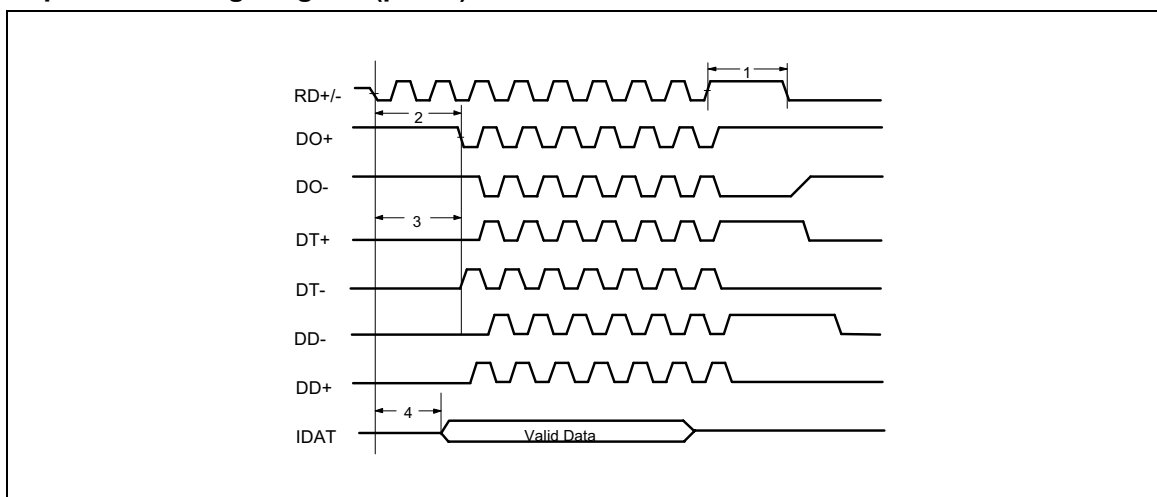 RD+/-
1
2
DO+
DO-
3
DT+
DT-
DD-
DD+
4
IDAT
Valid Data